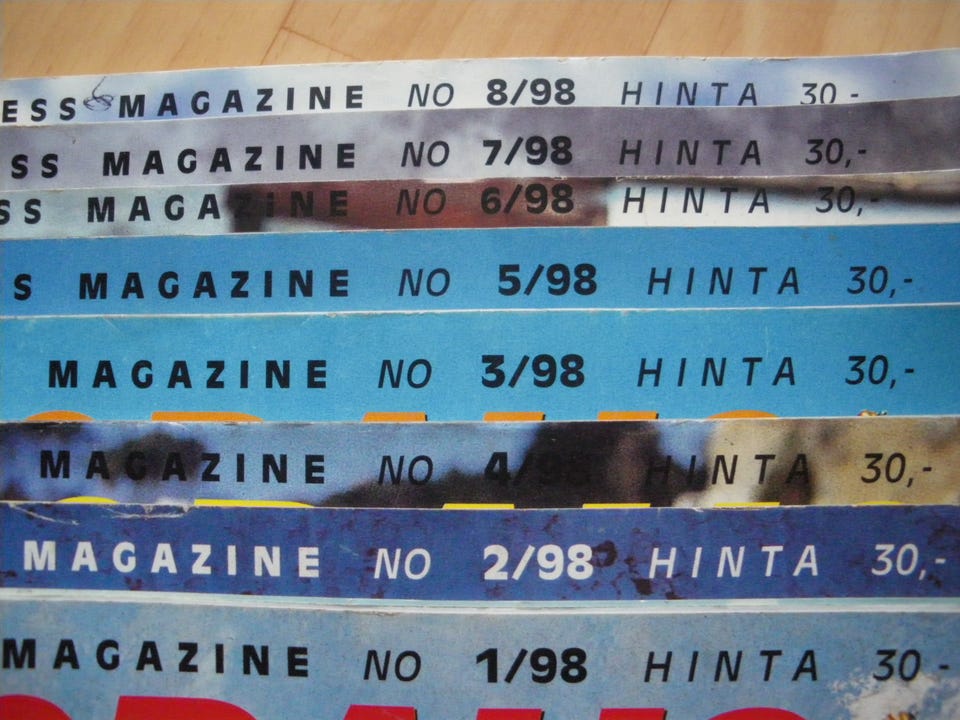 ESS MAGAZINE NO 8/98 HINTA 30 -
SS MAGAZINE NO 7/98 HINTA 30,-
SS MAGAZINE NO 6/98 HINTA 30,-
S MAGAZINE NO 5/98 HINTA 30,-
MAGAZINE NO 3/98 HINTA 30,-
MAGAZINE NO 4/98 HINTA 30,-
MAGAZINE NO 2/98 HINTA 30,-
MAGAZINE NO 1/98 HINTA 30 -